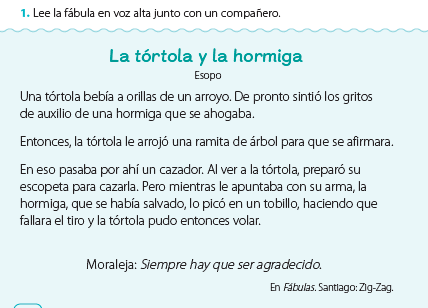 1. Lee la fábula en voz alta junto con un compañero.
La tórtola y la hormiga
Esopo
Una tórtola bebía a orillas de un arroyo. De pronto sintió los gritos
de auxilio de una hormiga que se ahogaba.
Entonces, la tórtola le arrojó una ramita de árbol para que se afirmara.
En eso pasaba por ahí un cazador. Al ver a la tórtola, preparó su
escopeta para cazarla. Pero mientras le apuntaba con su arma, la
hormiga, que se había salvado, lo picó en un tobillo, haciendo que
fallara el tiro y la tórtola pudo entonces volar.
Moraleja: Siempre hay que ser agradecido.
En Fábulas. Santiago: Zig-Zag.